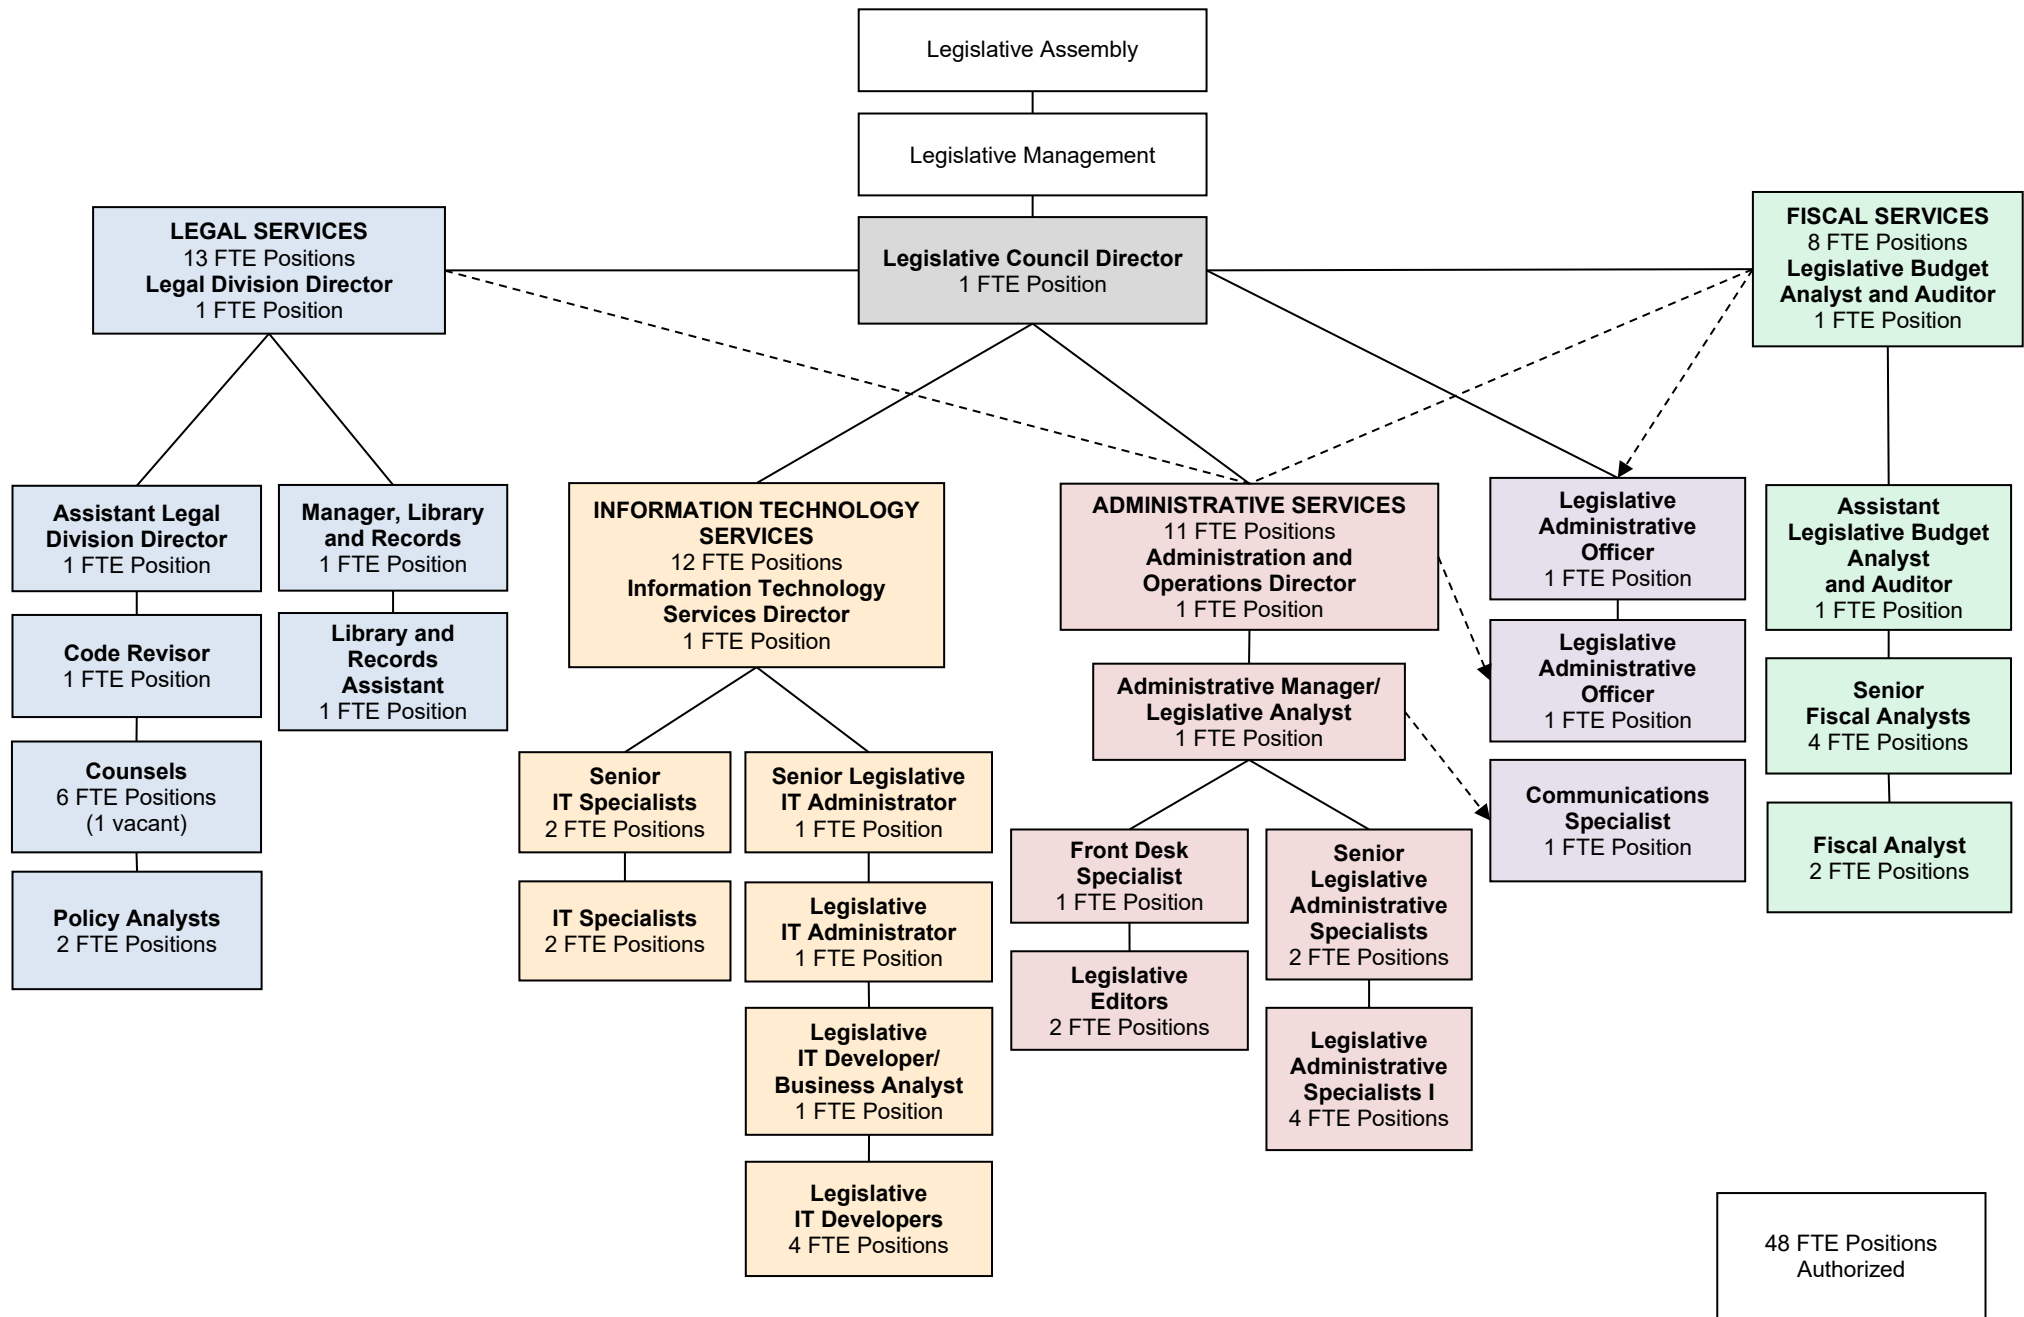 Legislative Assembly
Legislative Management
Legislative Council Director
1 FTE Position
LEGAL SERVICES
13 FTE Positions
Legal Division Director
1 FTE Position
FISCAL SERVICES
8 FTE Positions
Legislative Budget
Analyst and Auditor
1 FTE Position
Assistant Legal
Division Director
1 FTE Position
Code Revisor
1 FTE Position
Counsels
6 FTE Positions
(1 vacant)
Policy Analysts
2 FTE Positions
Manager, Library
and Records
1 FTE Position
Library and
Records
Assistant
1 FTE Position
INFORMATION TECHNOLOGY
SERVICES
12 FTE Positions
Information Technology
Services Director
1 FTE Position
Senior
IT Specialists
2 FTE Positions
IT Specialists
2 FTE Positions
Senior Legislative
IT Administrator
1 FTE Position
Legislative
IT Administrator
1 FTE Position
Legislative
IT Developer/
Business Analyst
1 FTE Position
Legislative
IT Developers
4 FTE Positions
ADMINISTRATIVE SERVICES
11 FTE Positions
Administration and
Operations Director
1 FTE Position
Administrative Manager/
Legislative Analyst
1 FTE Position
Front Desk
Specialist
1 FTE Position
Legislative
Editors
2 FTE Positions
Senior
Legislative
Administrative
Specialists
2 FTE Positions
Legislative
Administrative
Specialists I
4 FTE Positions
Legislative
Administrative
Officer
1 FTE Position
Legislative
Administrative
Officer
1 FTE Position
Communications
Specialist
1 FTE Position
Assistant
Legislative Budget
Analyst
and Auditor
1 FTE Position
Senior
Fiscal Analysts
4 FTE Positions
Fiscal Analyst
2 FTE Positions
48 FTE Positions
Authorized